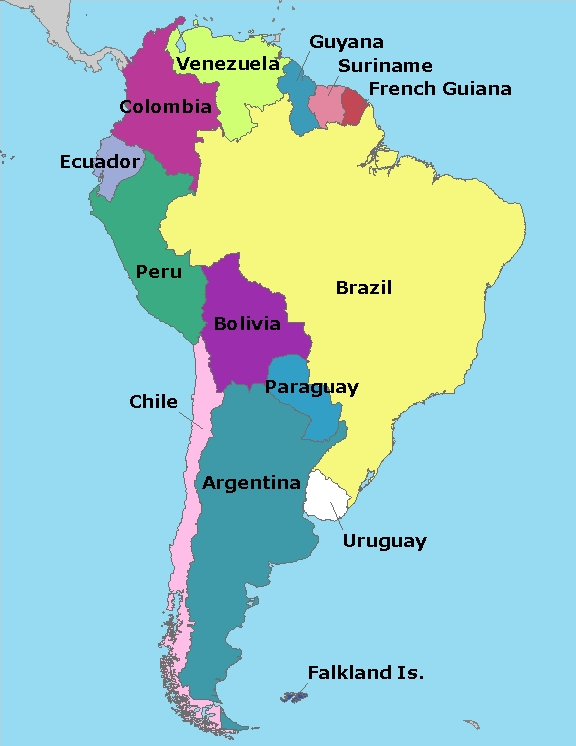 Guyana
Venezuela
Suriname
French Guiana
Colombia
Ecuador
Peru
Brazil
Bolivia
Paraguay
Chile
Argentina
Uruguay
Falkland Is.